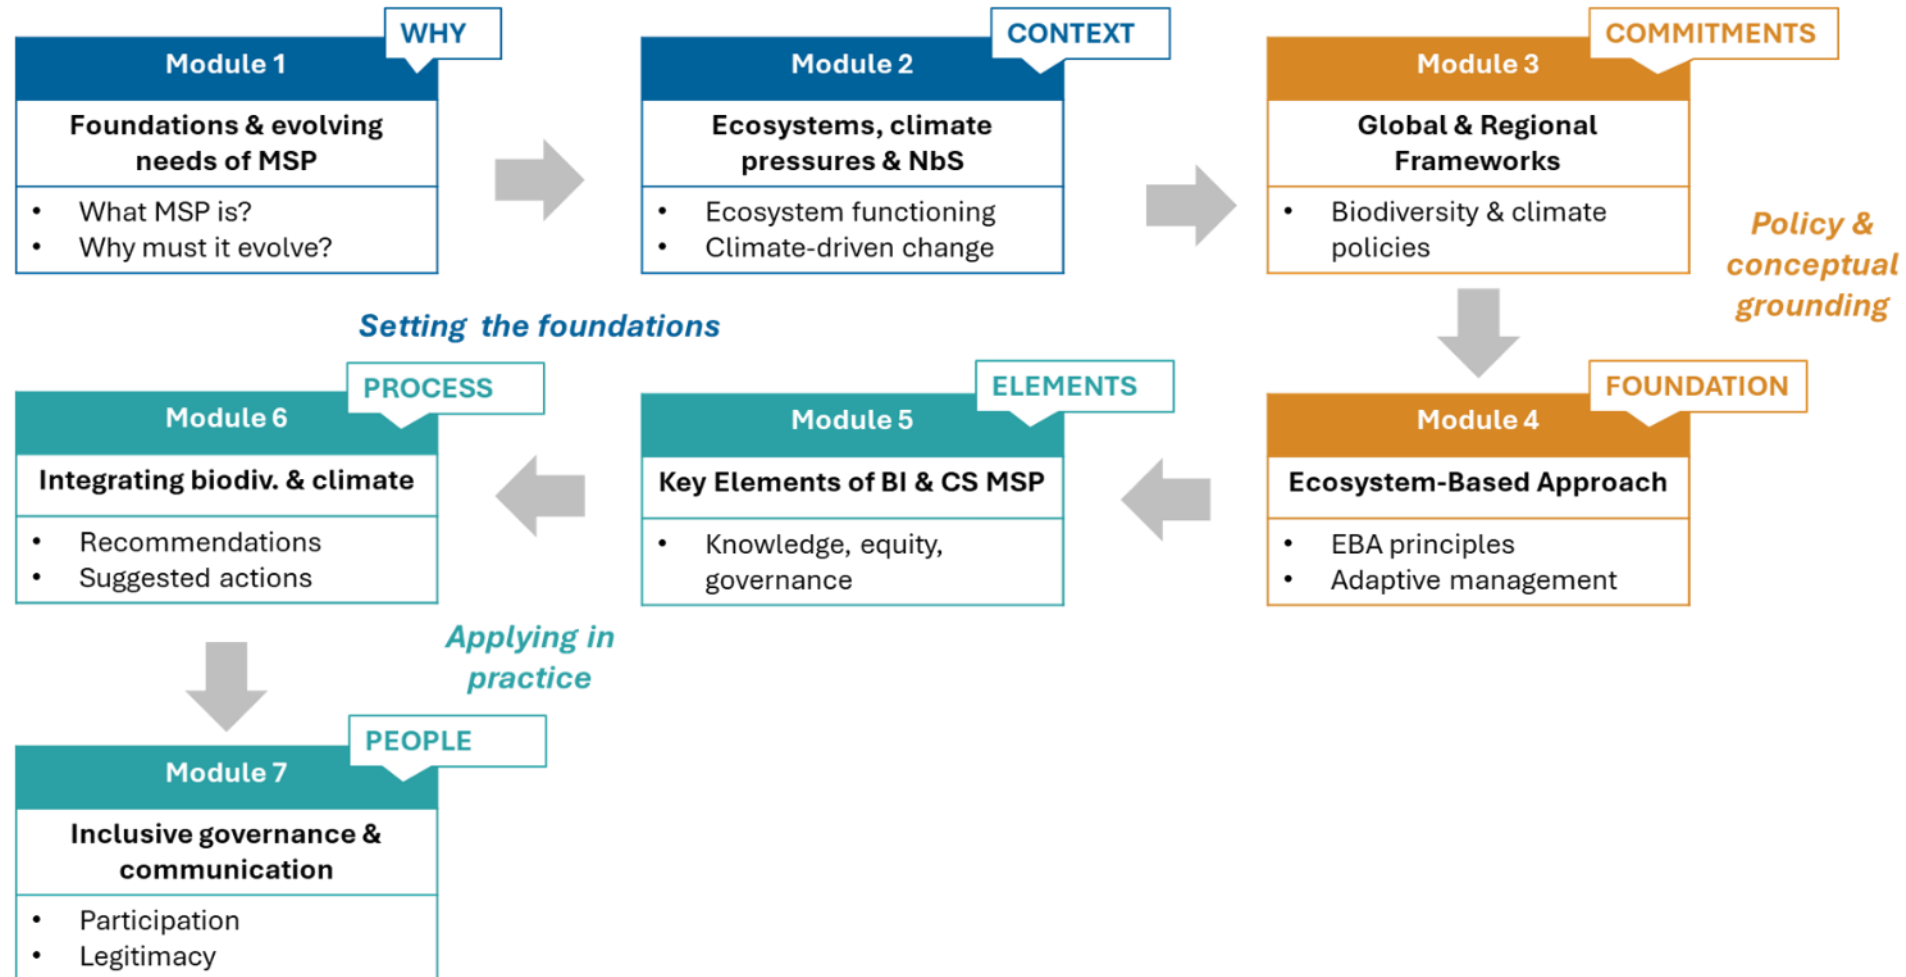 WHY
Module 1
Foundations & evolving
needs of MSP
• What MSP is?
• Why must it evolve?
CONTEXT
Module 2
Ecosystems, climate
pressures & NbS
• Ecosystem functioning
• Climate-driven change
COMMITMENTS
Module 3
Global & Regional
Frameworks
• Biodiversity & climate
policies
Policy &
conceptual
grounding
Setting the foundations
FOUNDATION
Module 4
Ecosystem-Based Approach
• EBA principles
• Adaptive management
ELEMENTS
Module 5
Key Elements of BI & CS MSP
• Knowledge, equity,
governance
PROCESS
Module 6
Integrating biodiv. & climate
• Recommendations
• Suggested actions
Applying in
practice
PEOPLE
Module 7
Inclusive governance &
communication
• Participation
• Legitimacy